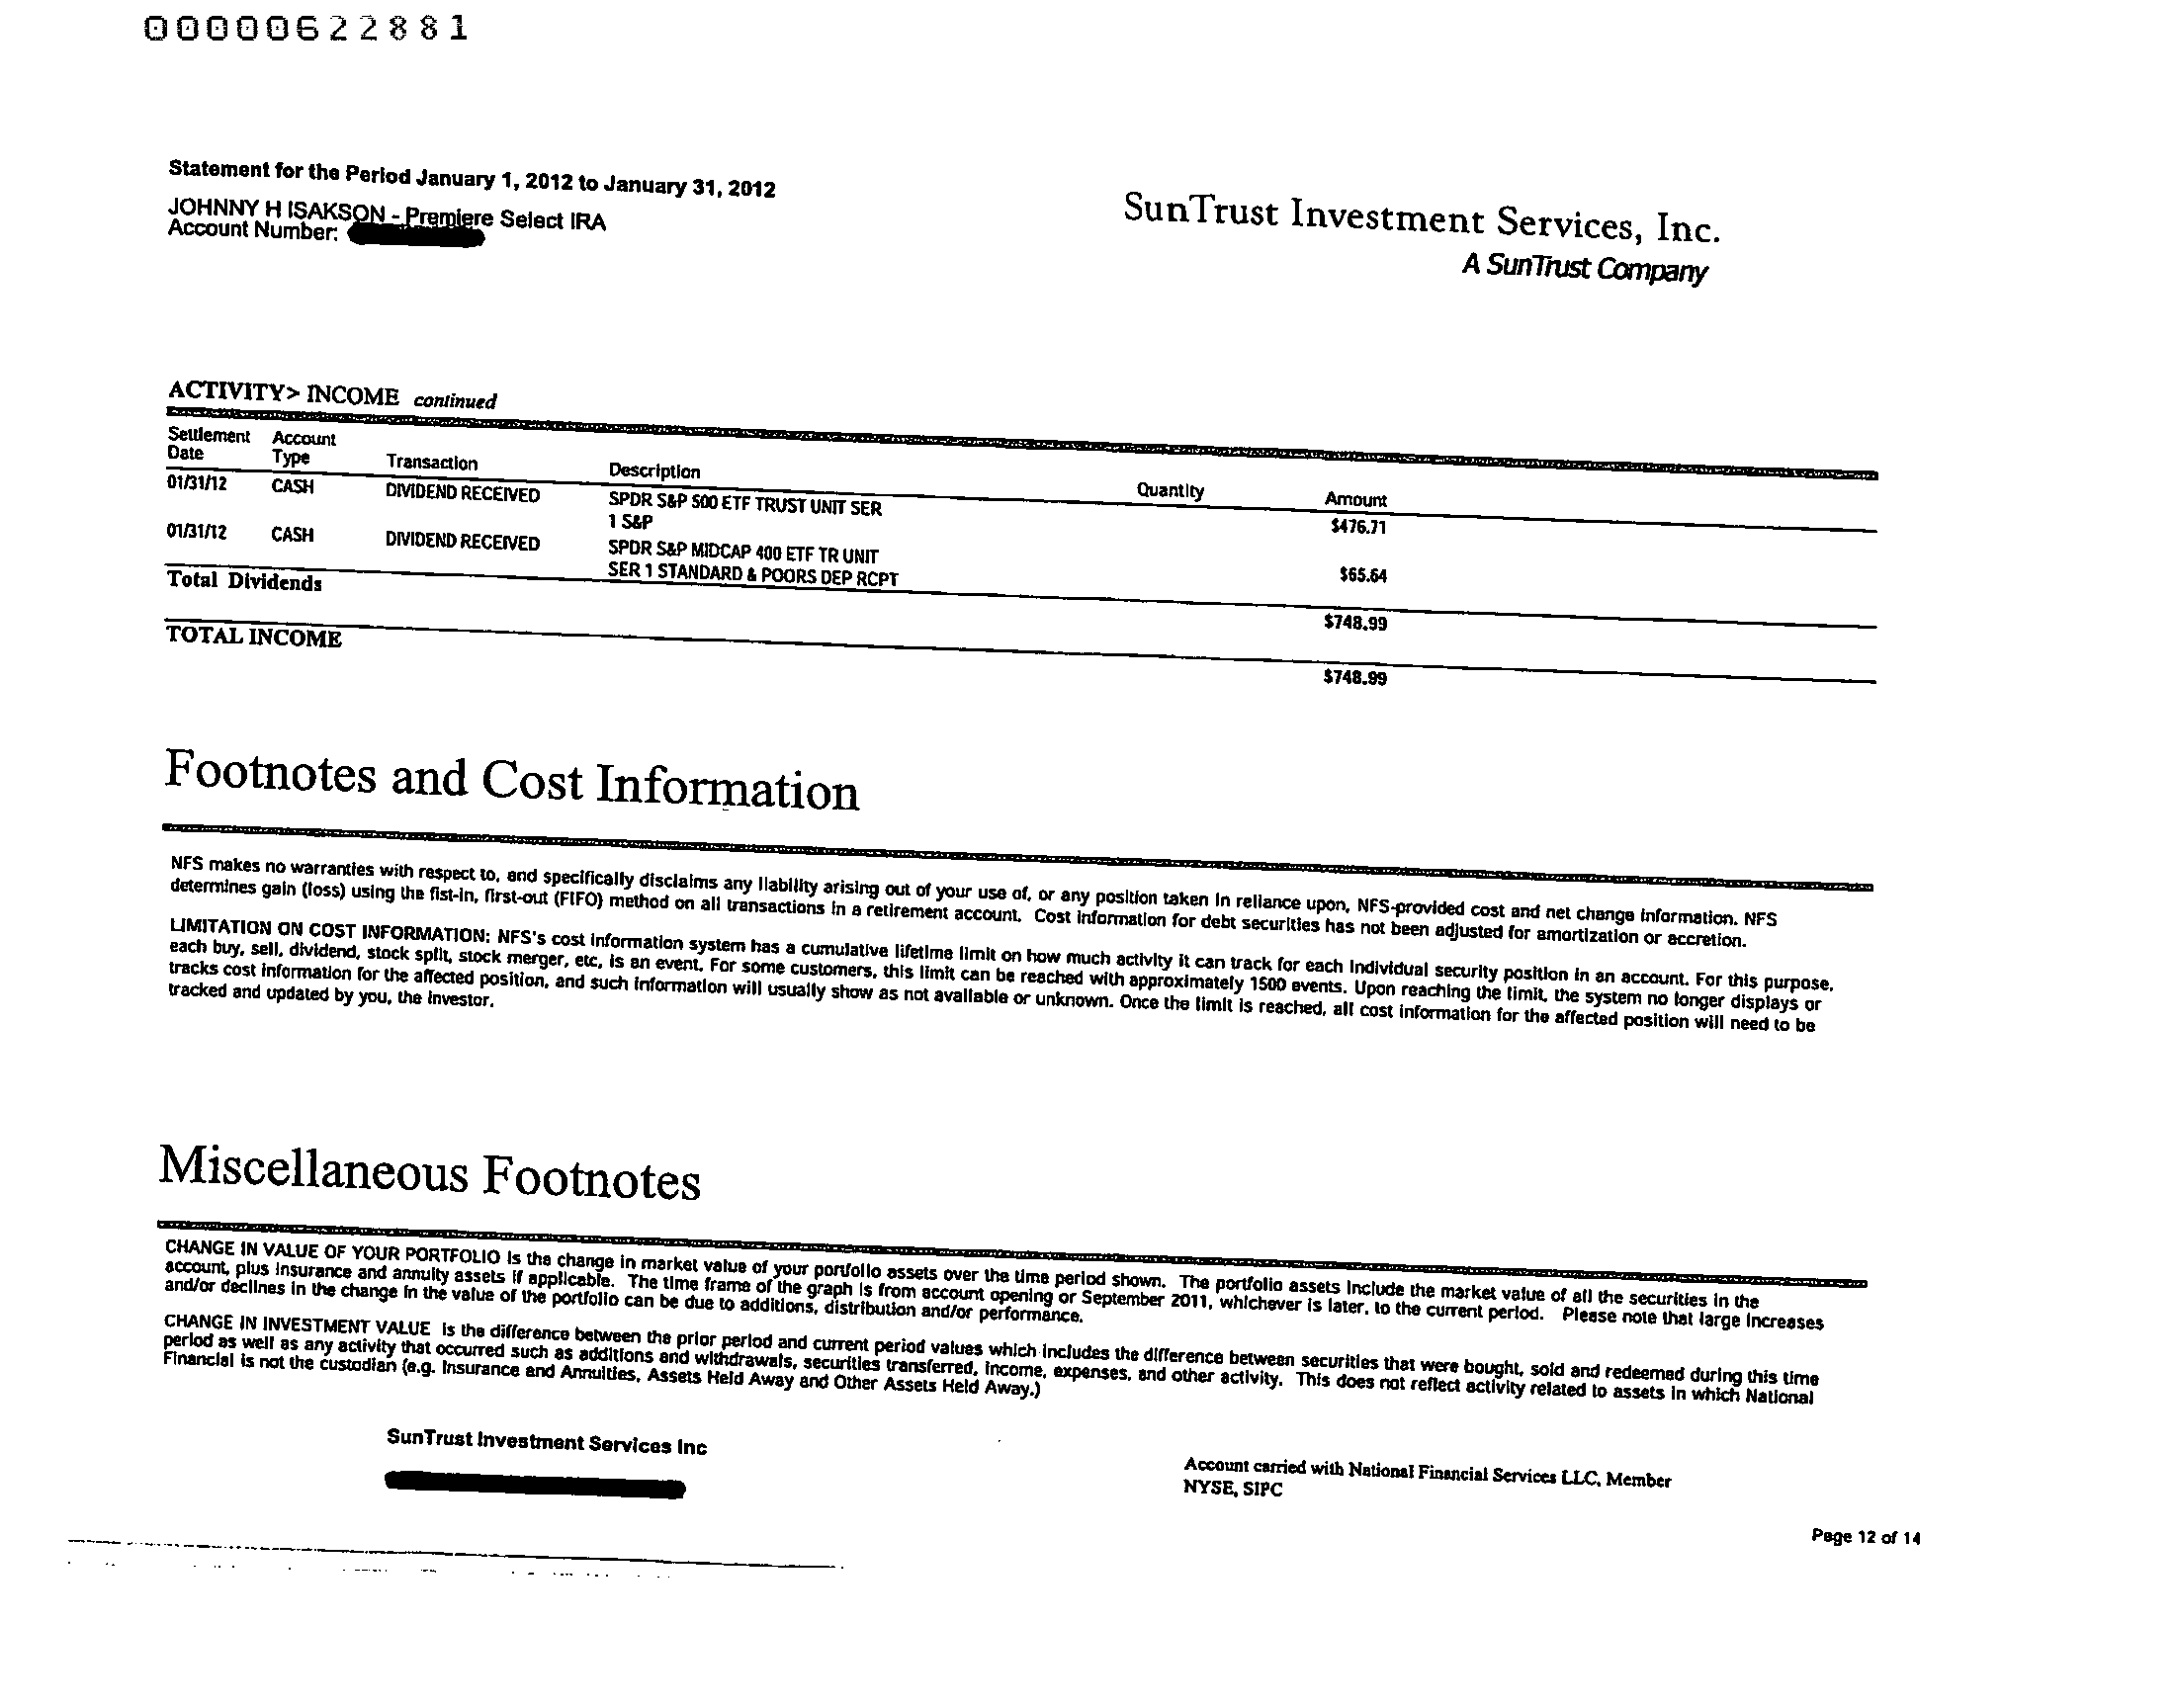 00000622881
Statement for the Period January 1, 2012 to January 31, 2012
JOHNNY H ISAKSON - Premiere Select IRA
Account Number:
SunTrust Investment Services, Inc.
A SunTrust Company
ACTIVITY> INCOME continued
Settlement Date Account Type Transaction Description Quantity Amount
01/31/12 CASH DIVIDEND RECEIVED SPDR S&P 500 ETF TRUST UNIT SER $476.71
1 S&P
01/31/12 CASH DIVIDEND RECEIVED SPDR S&P MIDCAP 400 ETF TR UNIT $65.64
SER 1 STANDARD & POORS DEP RCPT
Total Dividends $748.99
TOTAL INCOME $748.99
Footnotes and Cost Information
NFS makes no warranties with respect to, and specifically disclaims any liability arising out of your use of, or any position taken in reliance upon, NFS-provided cost and net change information. NFS
determines gain (loss) using the fist-in, first-out (FIFO) method on all transactions in a retirement account. Cost information for debt securities has not been adjusted for amortization or accretion.
LIMITATION ON COST INFORMATION: NFS's cost information system has a cumulative lifetime limit on how much activity it can track for each individual security position in an account. For this purpose,
each buy, sell, dividend, stock split, stock merger, etc, is an event. For some customers, this limit can be reached with approximately 1500 events. Upon reaching the limit, the system no longer displays or
tracks cost information for the affected position, and such information will usually show as not available or unknown. Once the limit is reached, all cost information for the affected position will need to be
tracked and updated by you, the investor.
Miscellaneous Footnotes
CHANGE IN VALUE OF YOUR PORTFOLIO is the change in market value of your portfolio assets over the time period shown. The portfolio assets include the market value of all the securities in the
account, plus insurance and annuity assets if applicable. The time frame of the graph is from account opening or September 2011, whichever is later, to the current period. Please note that large increases
and/or declines in the change in the value of the portfolio can be due to additions, distribution and/or performance.
CHANGE IN INVESTMENT VALUE is the difference between the prior period and current period values which includes the difference between securities that were bought, sold and redeemed during this time
period as well as any activity that occurred such as additions and withdrawals, securities transferred, income, expenses, and other activity. This does not reflect activity related to assets in which National
Financial is not the custodian (e.g. Insurance and Annuities, Assets Held Away and Other Assets Held Away.)
SunTrust Investment Services Inc
Account carried with National Financial Services LLC, Member
NYSE, SIPC
Page 12 of 14